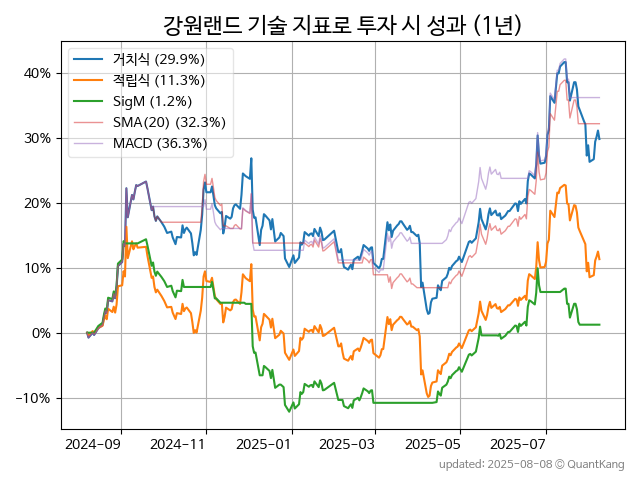 강원랜드 기술 지표로 투자 시 성과 (1년)
거치식 (29.9%)
적립식 (11.3%)
SigM (1.2%)
SMA(20) (32.3%)
MACD (36.3%)
40%
30%
20%
10%
0%
−10%
2024-09 2024-11 2025-01 2025-03 2025-05 2025-07
updated: 2025-08-08 © QuantKang